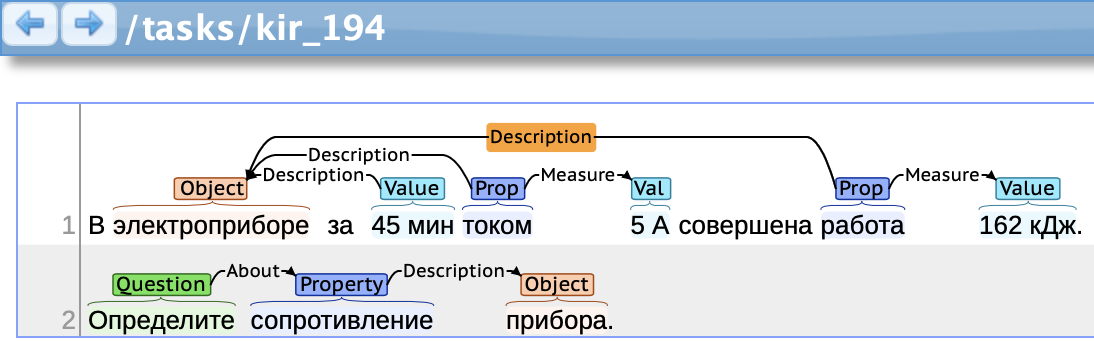 /tasks/kir_194
Description
Description
Description Measure Measure
Object Value Prop Val Prop Value
1 В электроприборе за 45 мин током 5 А совершена работа 162 кДж.
About Description
Question Property Object
2 Определите сопротивление прибора.